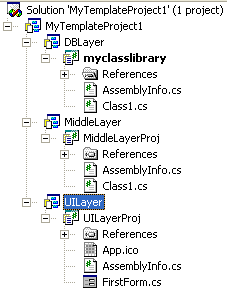 Solution 'MyTemplateProject1' (1 project)
MyTemplateProject1
DBLayer
myclasslibrary
References
AssemblyInfo.cs
Class1.cs
MiddleLayer
MiddleLayerProj
References
AssemblyInfo.cs
Class1.cs
UILayer
UILayerProj
References
App.ico
AssemblyInfo.cs
FirstForm.cs